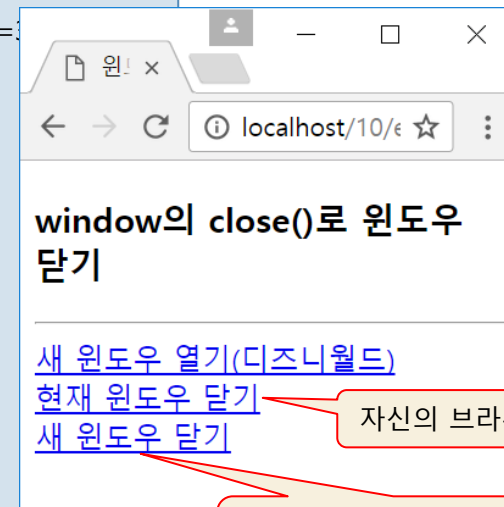 윈
localhost/10/e
window의 close()로 윈도우
닫기
새 윈도우 열기(디즈니월드)
현재 윈도우 닫기
자신의
새 윈도우 닫기